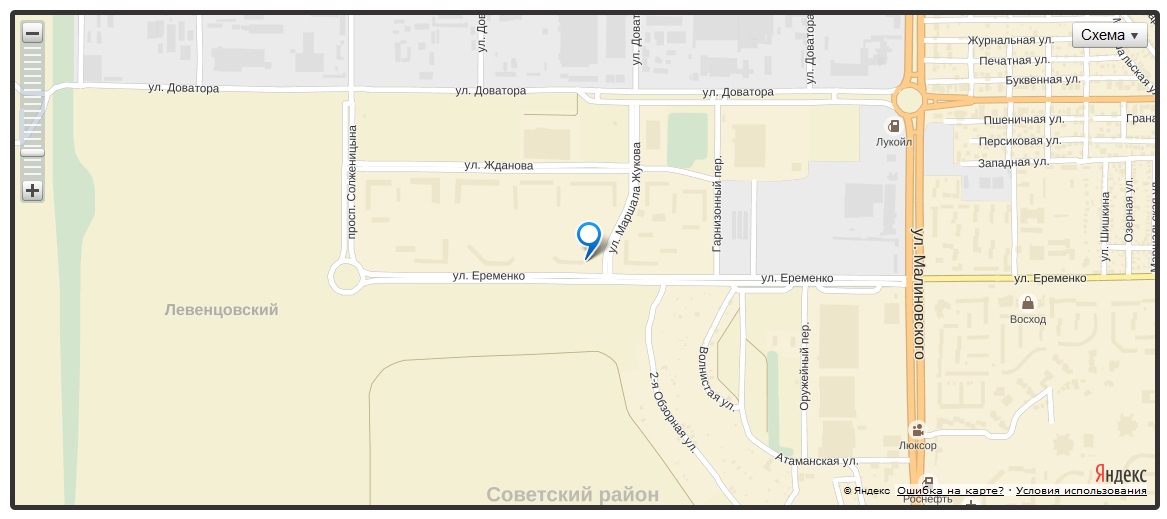 Схема
ул. Дов
ул. Доват
ул. Доватора
Журнальная ул.
Печатная ул.
Буквенная ул.
ул. Доватора
ул. Доватора
ул. Доватора
Пшеничная ул.
Грана
Лукойл
Персиковая ул.
Западная ул.
просп. Солженицына
ул. Жданова
ул. Маршала Жукова
Гарнизонный пер.
ул. Шишкина
Озерная ул.
ул. Малиновского
ул. Еременко
ул. Еременко
ул. Еременко
Левенцовский
Восход
Волнистая ул.
Оружейный пер.
2-я Обзорная ул.
Люксор
Атаманская ул.
Советский район
Яндекс
© Яндекс Ошибка на карте? · Условия использования
Роснефть